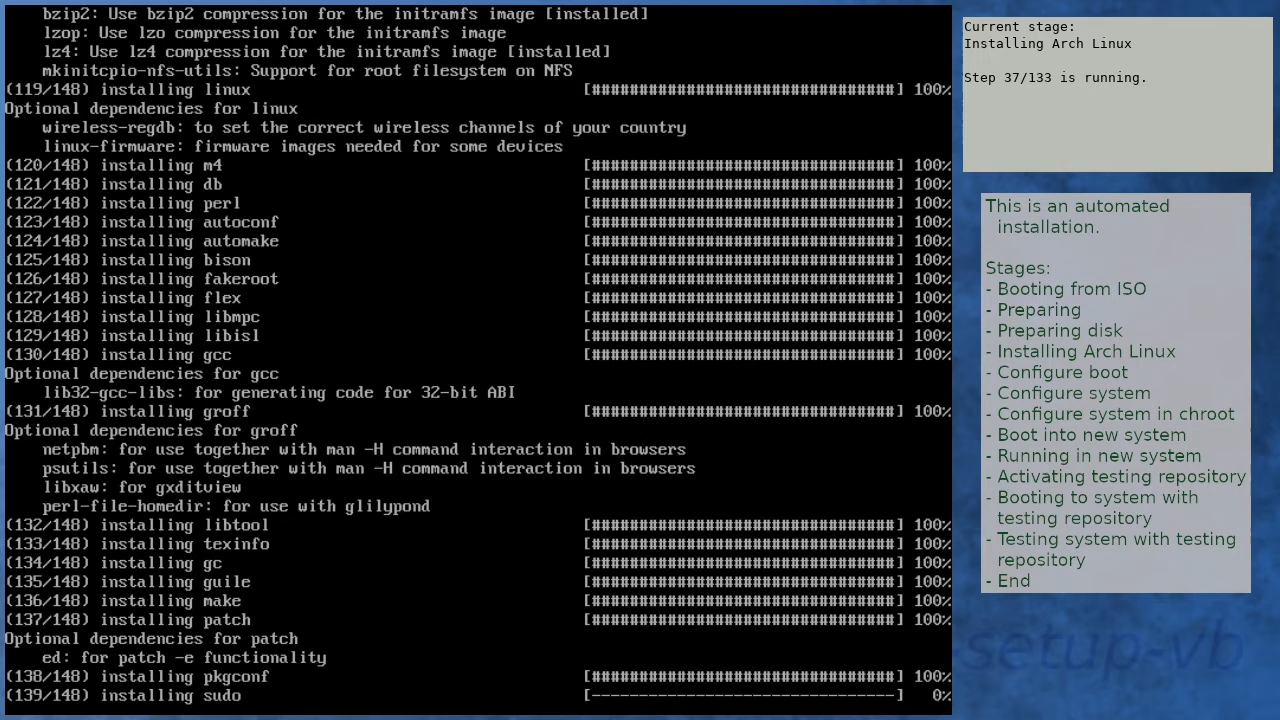 bzip2: Use bzip2 compression for the initramfs image [installed]
    lzop: Use lzo compression for the initramfs image
    lz4: Use lz4 compression for the initramfs image [installed]
    mkinitcpio-nfs-utils: Support for root filesystem on NFS
(119/148) installing linux [################################] 100%
Optional dependencies for linux
    wireless-regdb: to set the correct wireless channels of your country
    linux-firmware: firmware images needed for some devices
(120/148) installing m4 [################################] 100%
(121/148) installing db [################################] 100%
(122/148) installing perl [################################] 100%
(123/148) installing autoconf [################################] 100%
(124/148) installing automake [################################] 100%
(125/148) installing bison [################################] 100%
(126/148) installing fakeroot [################################] 100%
(127/148) installing flex [################################] 100%
(128/148) installing libmpc [################################] 100%
(129/148) installing libisl [################################] 100%
(130/148) installing gcc [################################] 100%
Optional dependencies for gcc
    lib32-gcc-libs: for generating code for 32-bit ABI
(131/148) installing groff [################################] 100%
Optional dependencies for groff
    netpbm: for use together with man -H command interaction in browsers
    psutils: for use together with man -H command interaction in browsers
    libxaw: for gxditview
    perl-file-homedir: for use with glilypond
(132/148) installing libtool [################################] 100%
(133/148) installing texinfo [################################] 100%
(134/148) installing gc [################################] 100%
(135/148) installing guile [################################] 100%
(136/148) installing make [################################] 100%
(137/148) installing patch [################################] 100%
Optional dependencies for patch
    ed: for patch -e functionality
(138/148) installing pkgconf [################################] 100%
(139/148) installing sudo [--------------------------------] 0%
Current stage:
Installing Arch Linux
Step 37/133 is running.
This is an automated
installation.
Stages:
- Booting from ISO
- Preparing
- Preparing disk
- Installing Arch Linux
- Configure boot
- Configure system
- Configure system in chroot
- Boot into new system
- Running in new system
- Activating testing repository
- Booting to system with
testing repository
- Testing system with testing
repository
- End
setup-vb